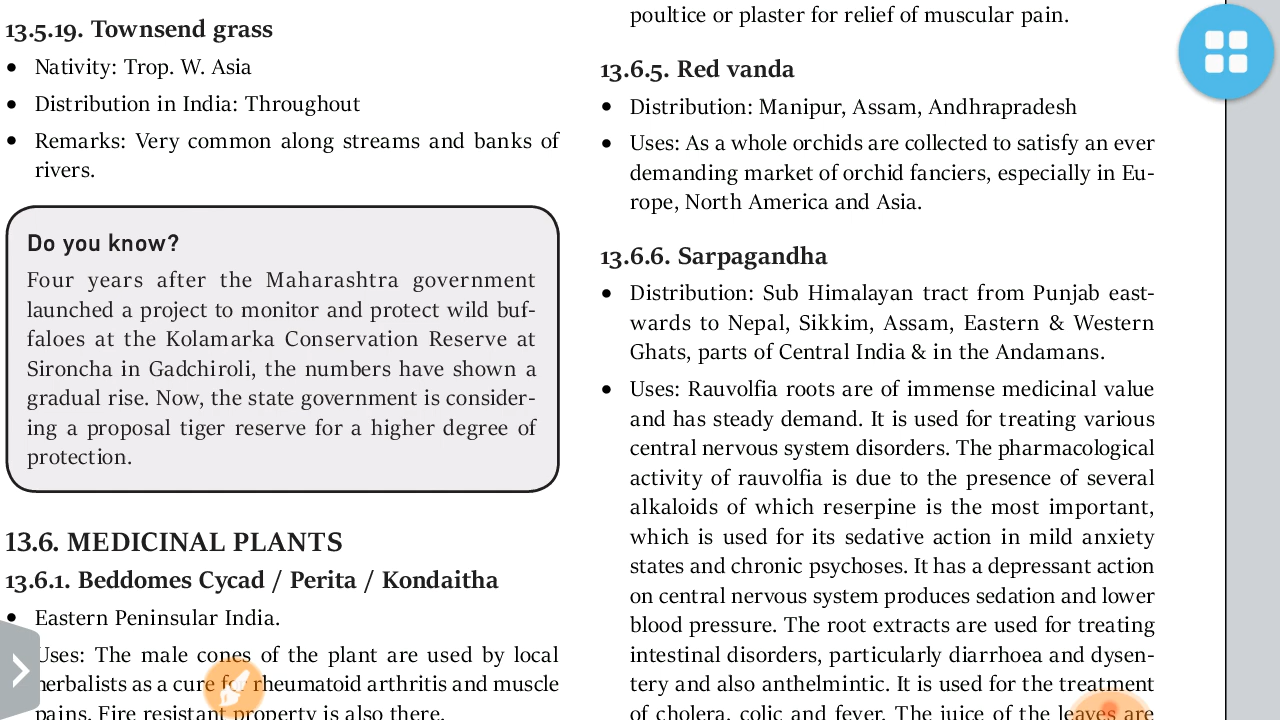 13.5.19. Townsend grass
• Nativity: Trop. W. Asia
• Distribution in India: Throughout
• Remarks: Very common along streams and banks of
rivers.
Do you know?
Four years after the Maharashtra government
launched a project to monitor and protect wild buf-
faloes at the Kolamarka Conservation Reserve at
Sironcha in Gadchiroli, the numbers have shown a
gradual rise. Now, the state government is consider-
ing a proposal tiger reserve for a higher degree of
protection.
13.6. MEDICINAL PLANTS
13.6.1. Beddomes Cycad / Perita / Kondaitha
• Eastern Peninsular India.
Uses: The male cones of the plant are used by local
herbalists as a cure for rheumatoid arthritis and muscle
pains. Fire resistant property is also there.
poultice or plaster for relief of muscular pain.
13.6.5. Red vanda
• Distribution: Manipur, Assam, Andhrapradesh
• Uses: As a whole orchids are collected to satisfy an ever
demanding market of orchid fanciers, especially in Eu-
rope, North America and Asia.
13.6.6. Sarpagandha
• Distribution: Sub Himalayan tract from Punjab east-
wards to Nepal, Sikkim, Assam, Eastern & Western
Ghats, parts of Central India & in the Andamans.
• Uses: Rauvolfia roots are of immense medicinal value
and has steady demand. It is used for treating various
central nervous system disorders. The pharmacological
activity of rauvolfia is due to the presence of several
alkaloids of which reserpine is the most important,
which is used for its sedative action in mild anxiety
states and chronic psychoses. It has a depressant action
on central nervous system produces sedation and lower
blood pressure. The root extracts are used for treating
intestinal disorders, particularly diarrhoea and dysen-
tery and also anthelmintic. It is used for the treatment
of cholera, colic and fever. The juice of the leaves are